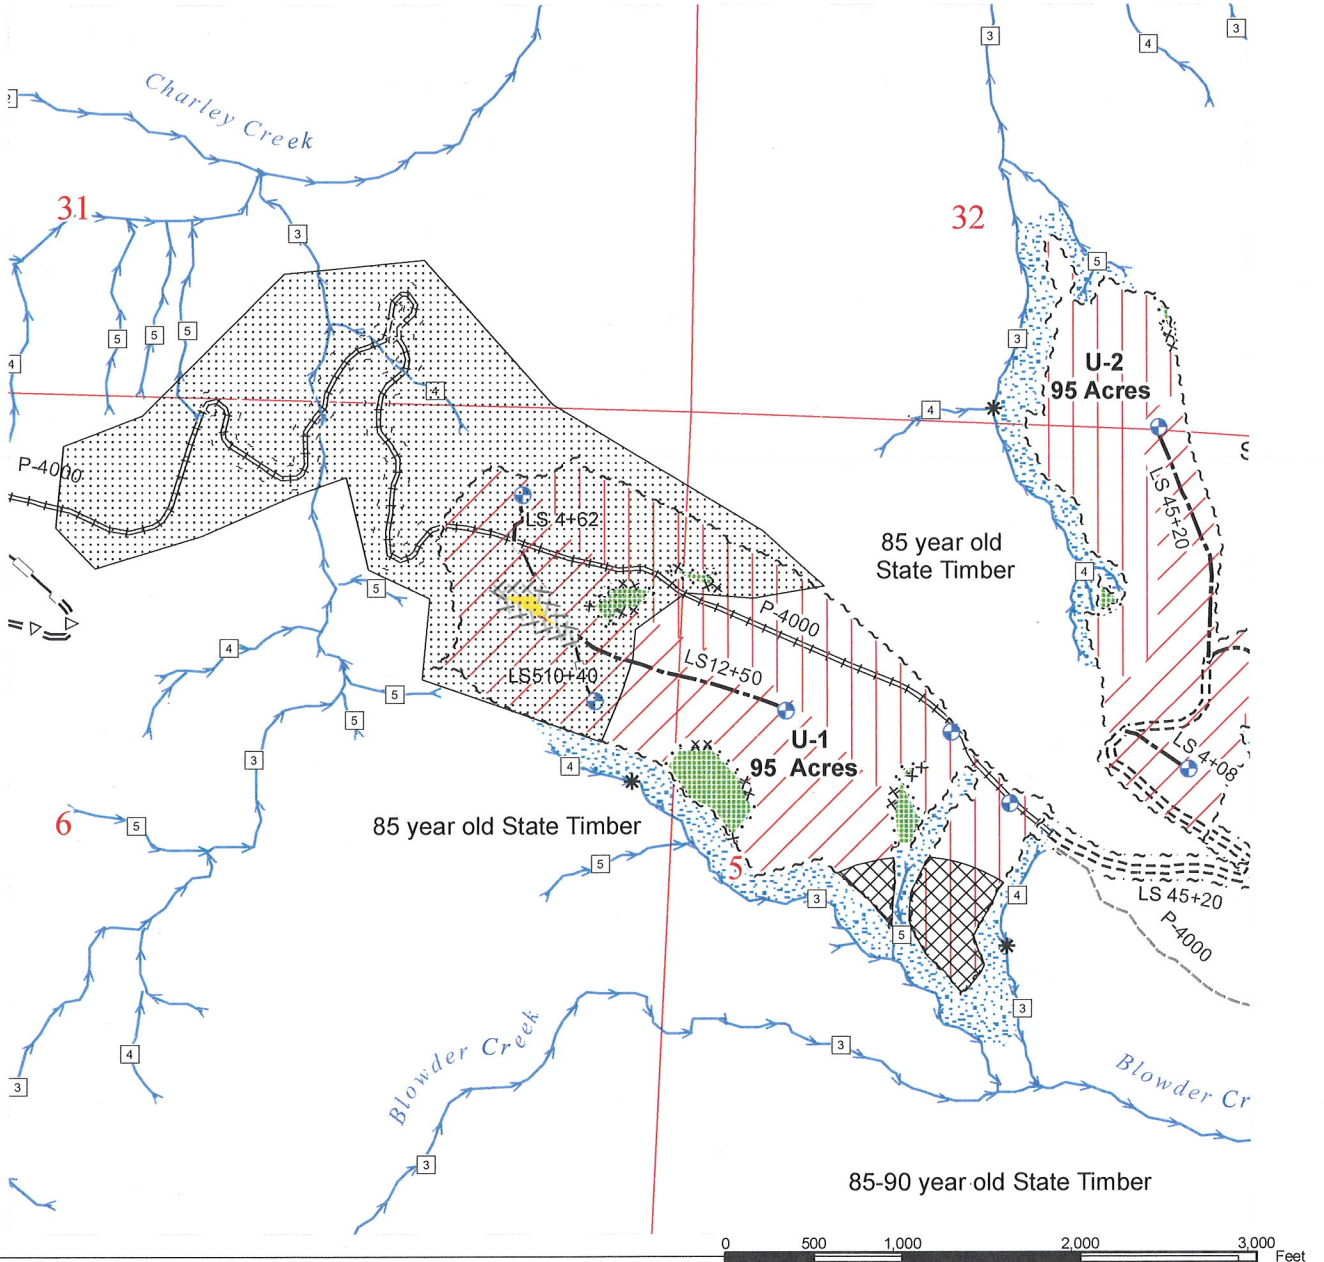 3
4
3
Charley Creek
31
32
3
5
5
5
5
4
3
U-2
95 Acres
4
4
P-4000
LS 45+20
LS 4+62
85 year old
State Timber
4
5
P-4000
4
LS12+50
LS510+40
5
5
U-1
95 Acres
LS 4+08
3
4
85 year old State Timber
6
5
5
5
3
4
LS 45+20
P-4000
5
3
Blowder Creek
3
4
3
Blowder Cr
3
85-90 year old State Timber
0 500 1,000 2,000 3,000
Feet